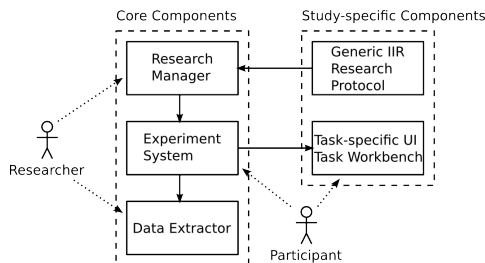 Core Components
Study-specific Components
Research
Manager
Generic IIR
Research
Protocol
Experiment
System
Task-specific UI
Task Workbench
Researcher
Data Extractor
Participant